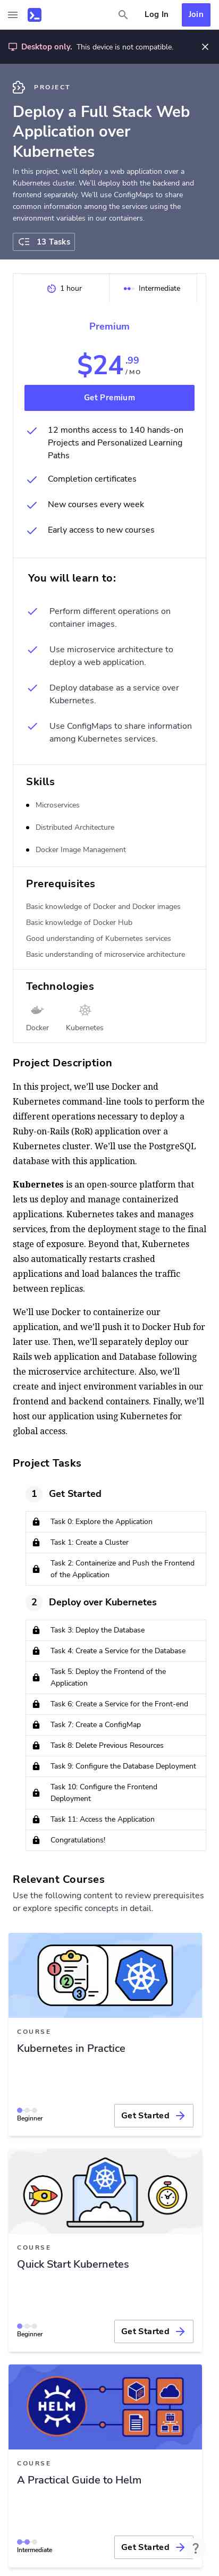 Log In
Join
Desktop only. This device is not compatible.
PROJECT
Deploy a Full Stack Web
Application over
Kubernetes
In this project, we'll deploy a web application over a
Kubernetes cluster. We'll deploy both the backend and
frontend separately. We'll use ConfigMaps to share
common information among the services using the
environment variables in our containers.
13 Tasks
1 hour
Intermediate
Premium
$24.99
/ MO
Get Premium
12 months access to 140 hands-on
Projects and Personalized Learning
Paths
Completion certificates
New courses every week
Early access to new courses
You will learn to:
Perform different operations on
container images.
Use microservice architecture to
deploy a web application.
Deploy database as a service over
Kubernetes.
Use ConfigMaps to share information
among Kubernetes services.
Skills
Microservices
Distributed Architecture
Docker Image Management
Prerequisites
Basic knowledge of Docker and Docker images
Basic knowledge of Docker Hub
Good understanding of Kubernetes services
Basic understanding of microservice architecture
Technologies
Docker
Kubernetes
Project Description
In this project, we'll use Docker and
Kubernetes command-line tools to perform the
different operations necessary to deploy a
Ruby-on-Rails (RoR) application over a
Kubernetes cluster. We'll use the PostgreSQL
database with this application.
Kubernetes is an open-source platform that
lets us deploy and manage containerized
applications. Kubernetes takes and manages
services, from the deployment stage to the final
stage of exposure. Beyond that, Kubernetes
also automatically restarts crashed
applications and load balances the traffic
between replicas.
We'll use Docker to containerize our
application, and we'll push it to Docker Hub for
later use. Then, we'll separately deploy our
Rails web application and Database following
the microservice architecture. Also, we'll
create and inject environment variables in our
frontend and backend containers. Finally, we'll
host our application using Kubernetes for
global access.
Project Tasks
1 Get Started
Task 0: Explore the Application
Task 1: Create a Cluster
Task 2: Containerize and Push the Frontend
of the Application
2 Deploy over Kubernetes
Task 3: Deploy the Database
Task 4: Create a Service for the Database
Task 5: Deploy the Frontend of the
Application
Task 6: Create a Service for the Front-end
Task 7: Create a ConfigMap
Task 8: Delete Previous Resources
Task 9: Configure the Database Deployment
Task 10: Configure the Frontend
Deployment
Task 11: Access the Application
Congratulations!
Relevant Courses
Use the following content to review prerequisites
or explore specific concepts in detail.
1
2
3
COURSE
Kubernetes in Practice
Beginner
Get Started
COURSE
Quick Start Kubernetes
Beginner
Get Started
HELM
COURSE
A Practical Guide to Helm
Intermediate
Get Started
?